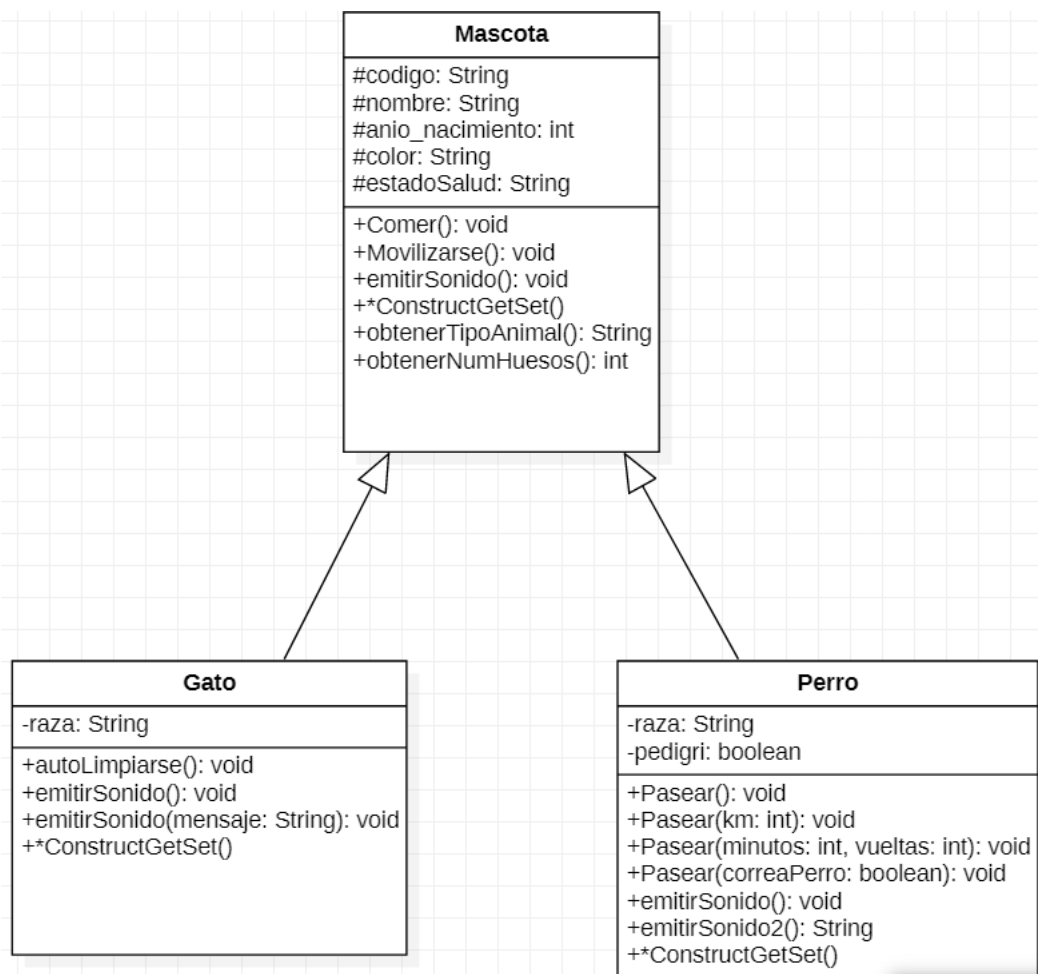 Mascota
#codigo: String
#nombre: String
#anio_nacimiento: int
#color: String
#estadoSalud: String
+Comer(): void
+Movilizarse(): void
+emitirSonido(): void
+*ConstructGetSet()
+obtenerTipoAnimal(): String
+obtenerNumHuesos(): int
Gato
-raza: String
+autoLimpiarse(): void
+emitirSonido(): void
+emitirSonido(mensaje: String): void
+*ConstructGetSet()
Perro
-raza: String
-pedigri: boolean
+Pasear(): void
+Pasear(km: int): void
+Pasear(minutos: int, vueltas: int): void
+Pasear(correaPerro: boolean): void
+emitirSonido(): void
+emitirSonido2(): String
+*ConstructGetSet()